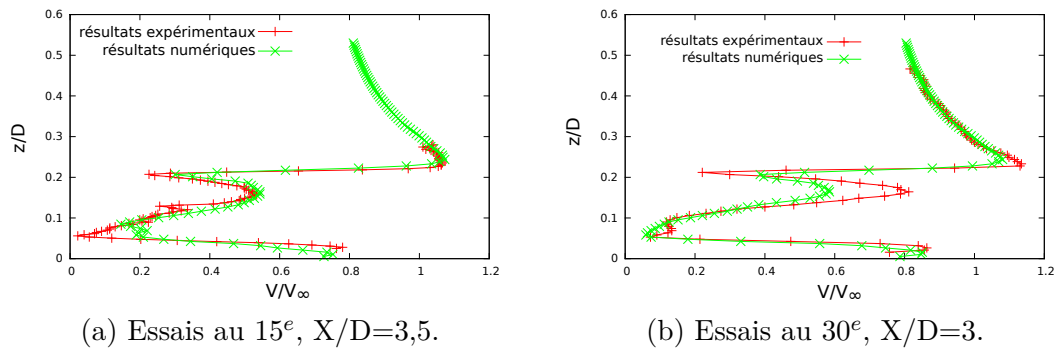 0.6
0.5
0.4
0.3
0.2
0.1
0
0 0.2 0.4 0.6 0.8 1 1.2
z/D
V/V∞
résultats expérimentaux
résultats numériques
(a) Essais au 15ᵉ, X/D=3,5.
0.6
0.5
0.4
0.3
0.2
0.1
0
0 0.2 0.4 0.6 0.8 1 1.2
z/D
V/V∞
résultats expérimentaux
résultats numériques
(b) Essais au 30ᵉ, X/D=3.